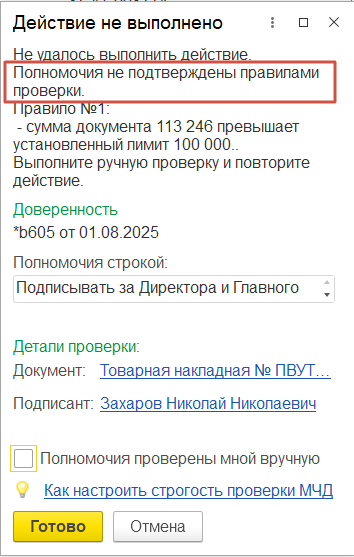 Действие не выполнено
Не удалось выполнить действие.
Полномочия не подтверждены правилами
проверки.
Правило №1:
- сумма документа 113 246 превышает
установленный лимит 100 000..
Выполните ручную проверку и повторите
действие.
Доверенность
*b605 от 01.08.2025
Полномочия строкой:
Подписывать за Директора и Главного
Детали проверки:
Документ: Товарная накладная № ПВУТ...
Подписант: Захаров Николай Николаевич
Полномочия проверены мной вручную
Как настроить строгость проверки МЧД
Готово Отмена